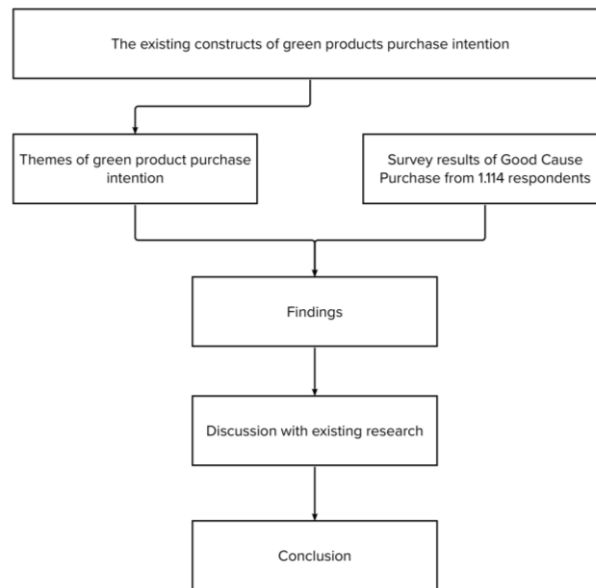 The existing constructs of green products purchase intention
Themes of green product purchase
intention
Survey results of Good Cause
Purchase from 1.114 respondents
Findings
Discussion with existing research
Conclusion